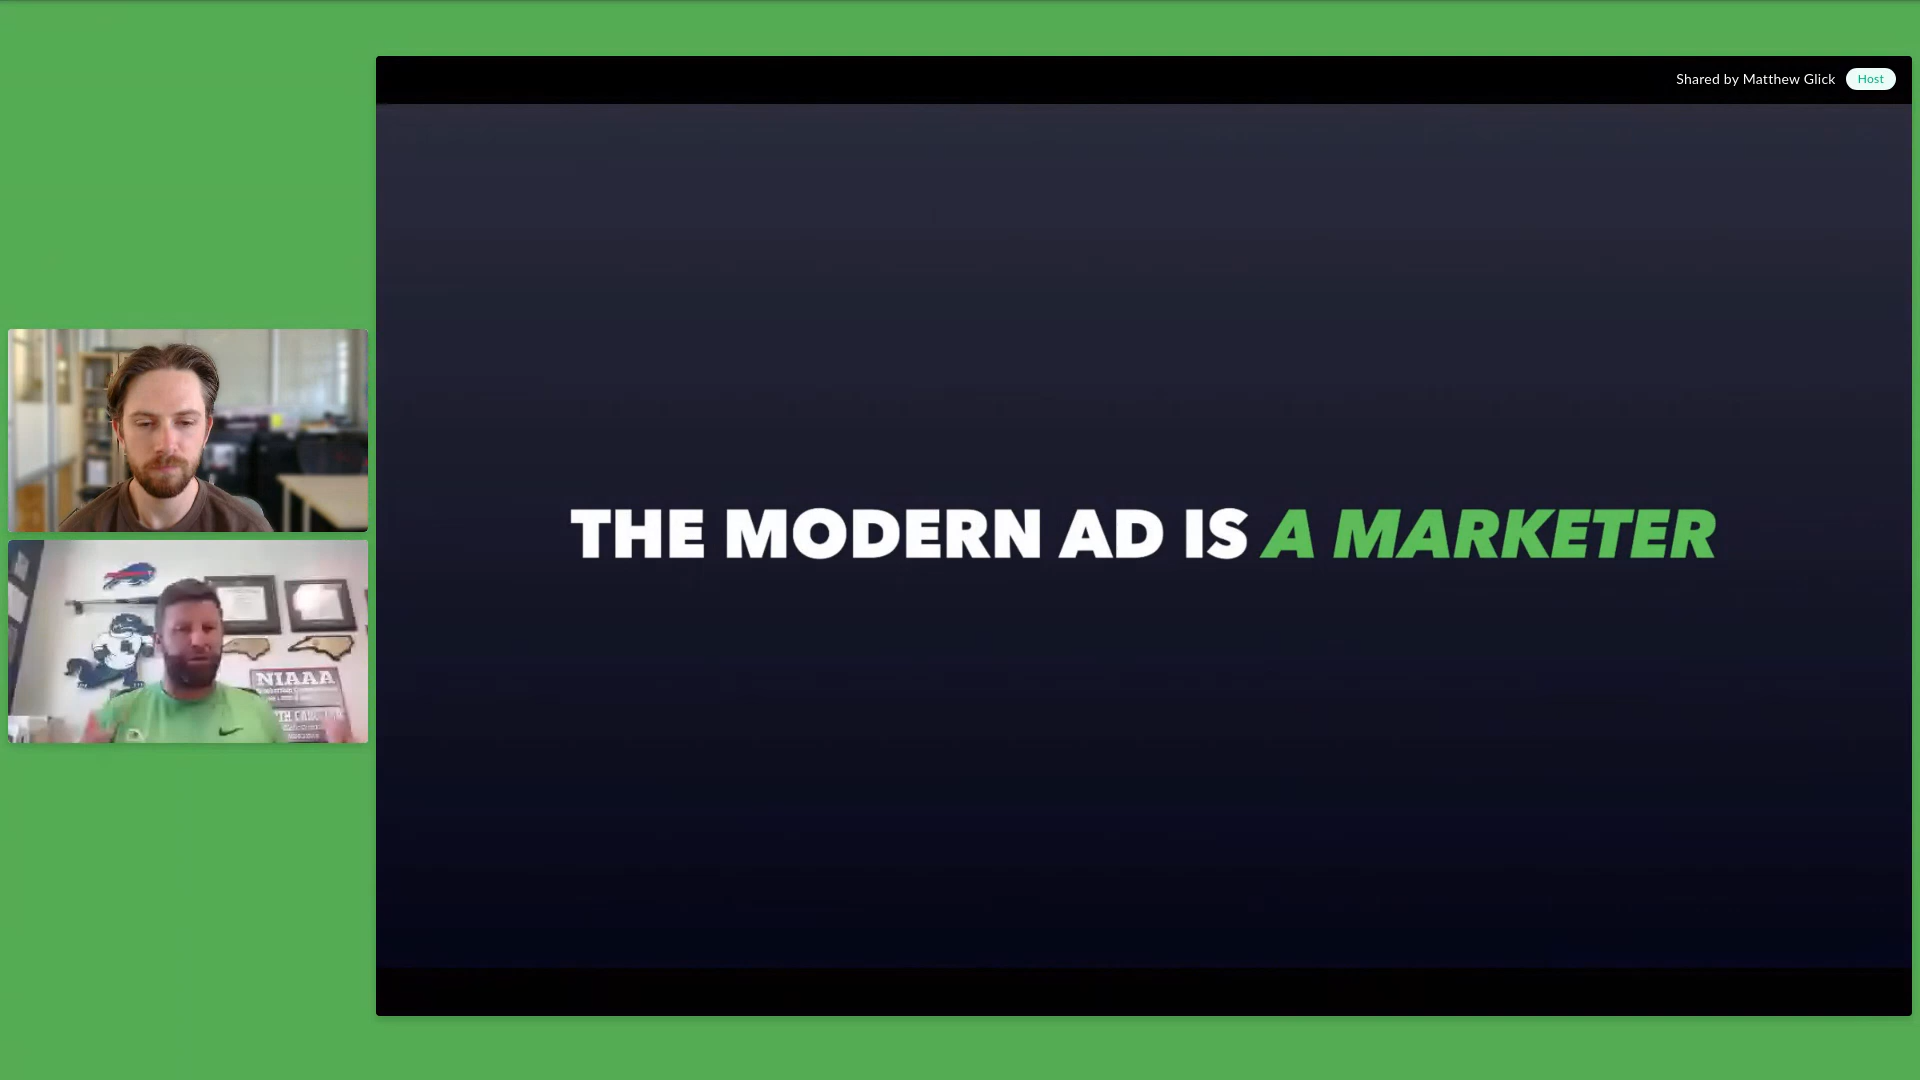 Shared by Matthew Glick Host
THE MODERN AD IS A MARKETER
NIAAA